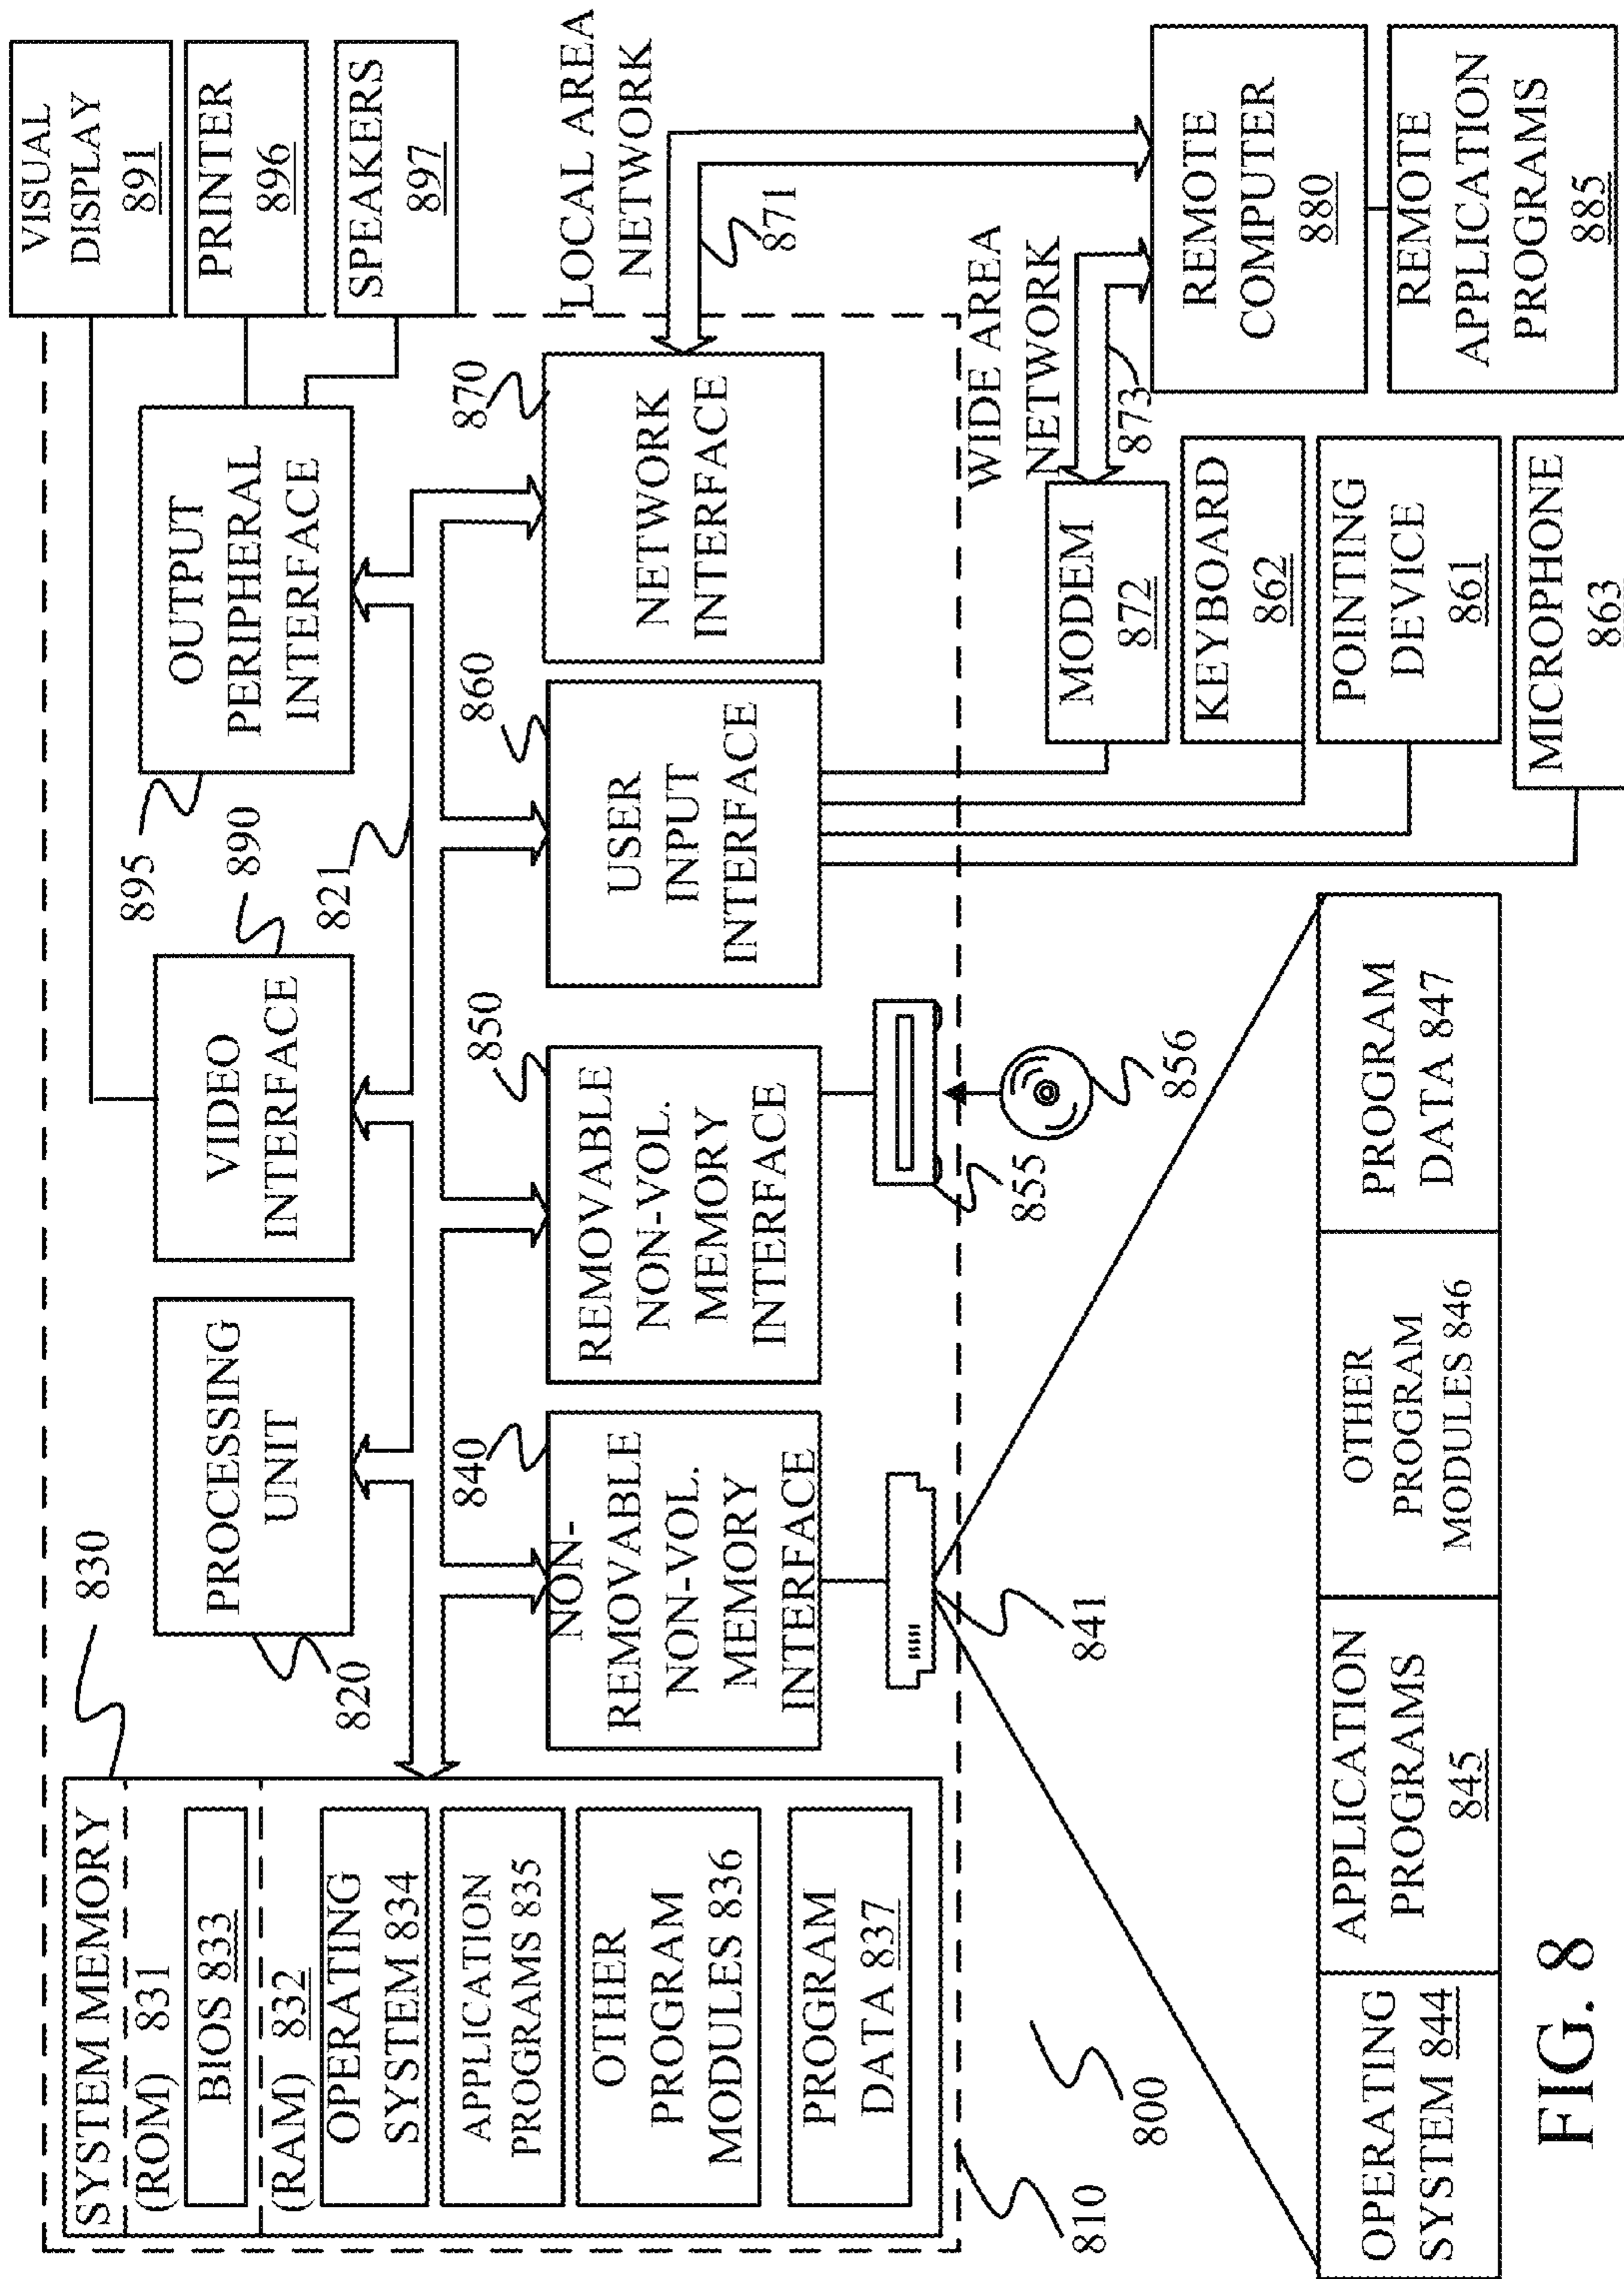 830
SYSTEM MEMORY
(ROM) 831
BIOS 833
(RAM) 832
OPERATING
SYSTEM 834
APPLICATION
PROGRAMS 835
OTHER
PROGRAM
MODULES 836
PROGRAM
DATA 837
PROCESSING
UNIT
820
VIDEO
INTERFACE
890
821
895
OUTPUT
PERIPHERAL
INTERFACE
VISUAL
DISPLAY
891
PRINTER
896
SPEAKERS
897
840
NON-
REMOVABLE
NON-VOL.
MEMORY
INTERFACE
850
REMOVABLE
NON-VOL.
MEMORY
INTERFACE
860
USER
INPUT
INTERFACE
870
NETWORK
INTERFACE
LOCAL AREA
NETWORK
871
841
855
856
WIDE AREA
NETWORK
873
MODEM
872
KEYBOARD
862
POINTING
DEVICE
861
MICROPHONE
863
REMOTE
COMPUTER
880
REMOTE
APPLICATION
PROGRAMS
885
810
800
OPERATING
SYSTEM 844
APPLICATION
PROGRAMS
845
OTHER
PROGRAM
MODULES 846
PROGRAM
DATA 847
FIG. 8